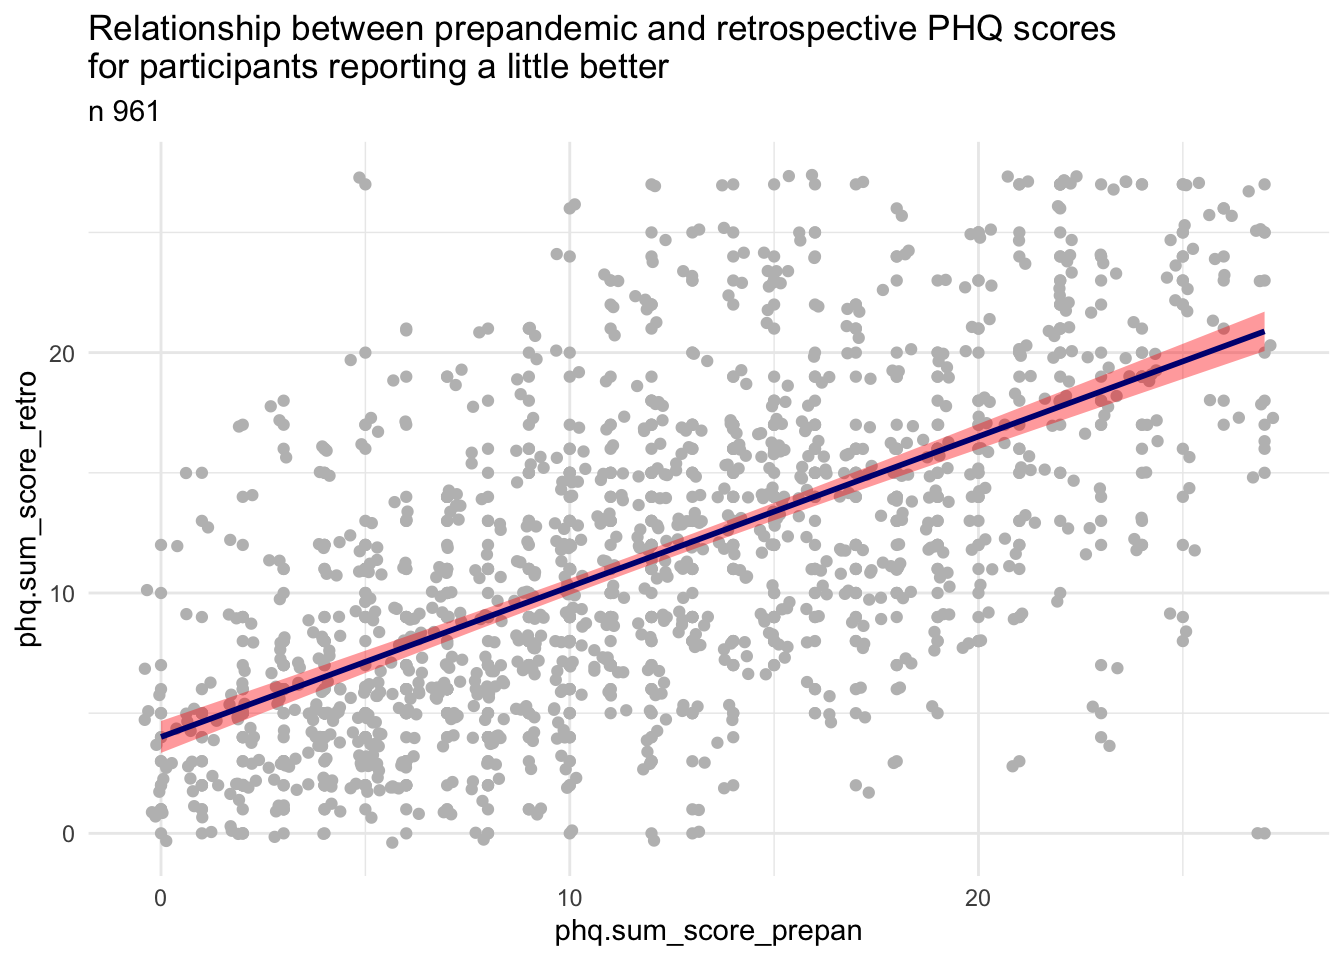 Relationship between prepandemic and retrospective PHQ scores
for participants reporting a little better
n 961
phq.sum_score_retro
20
10
0
0
10
20
phq.sum_score_prepan